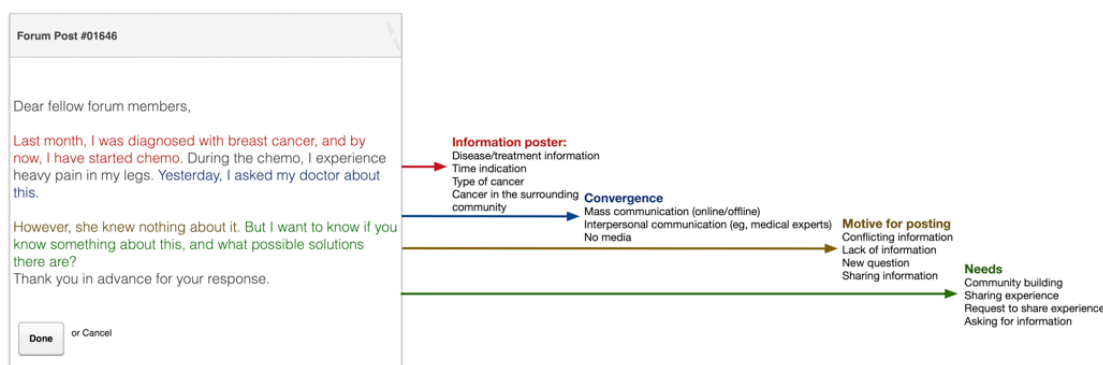 Forum Post #01646
Dear fellow forum members,
Last month, I was diagnosed with breast cancer, and by
now, I have started chemo. During the chemo, I experience
heavy pain in my legs. Yesterday, I asked my doctor about
this.
However, she knew nothing about it. But I want to know if you
know something about this, and what possible solutions
there are?
Thank you in advance for your response.
Done
or Cancel
Information poster:
Disease/treatment information
Time indication
Type of cancer
Cancer in the surrounding
community
Convergence
Mass communication (online/offline)
Interpersonal communication (eg, medical experts)
No media
Motive for posting
Conflicting information
Lack of information
New question
Sharing information
Needs
Community building
Sharing experience
Request to share experience
Asking for information